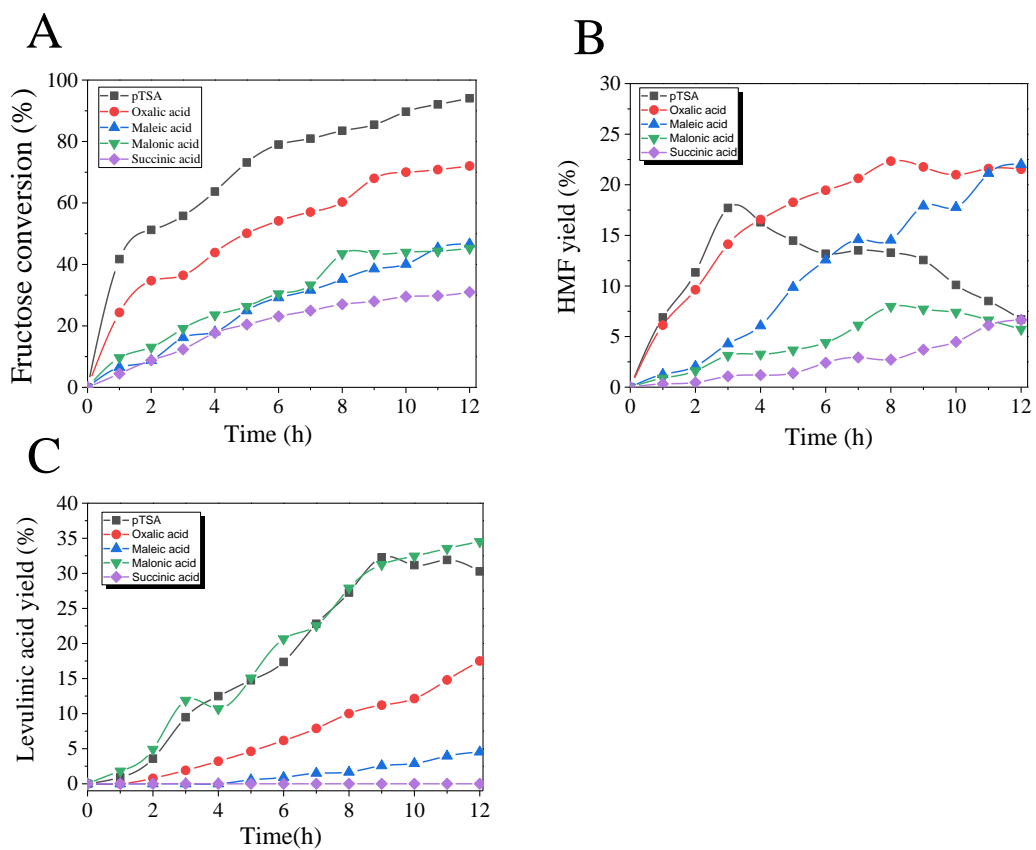 A
Fructose conversion (%)
100
80
60
40
20
0
pTSA
Oxalic acid
Maleic acid
Malonic acid
Succinic acid
0 2 4 6 8 10 12
Time (h)
B
HMF yield (%)
30
25
20
15
10
5
0
pTSA
Oxalic acid
Maleic acid
Malonic acid
Succinic acid
0 2 4 6 8 10 12
Time (h)
C
Levulinic acid yield (%)
40
35
30
25
20
15
10
5
0
pTSA
Oxalic acid
Maleic acid
Malonic acid
Succinic acid
0 2 4 6 8 10 12
Time(h)